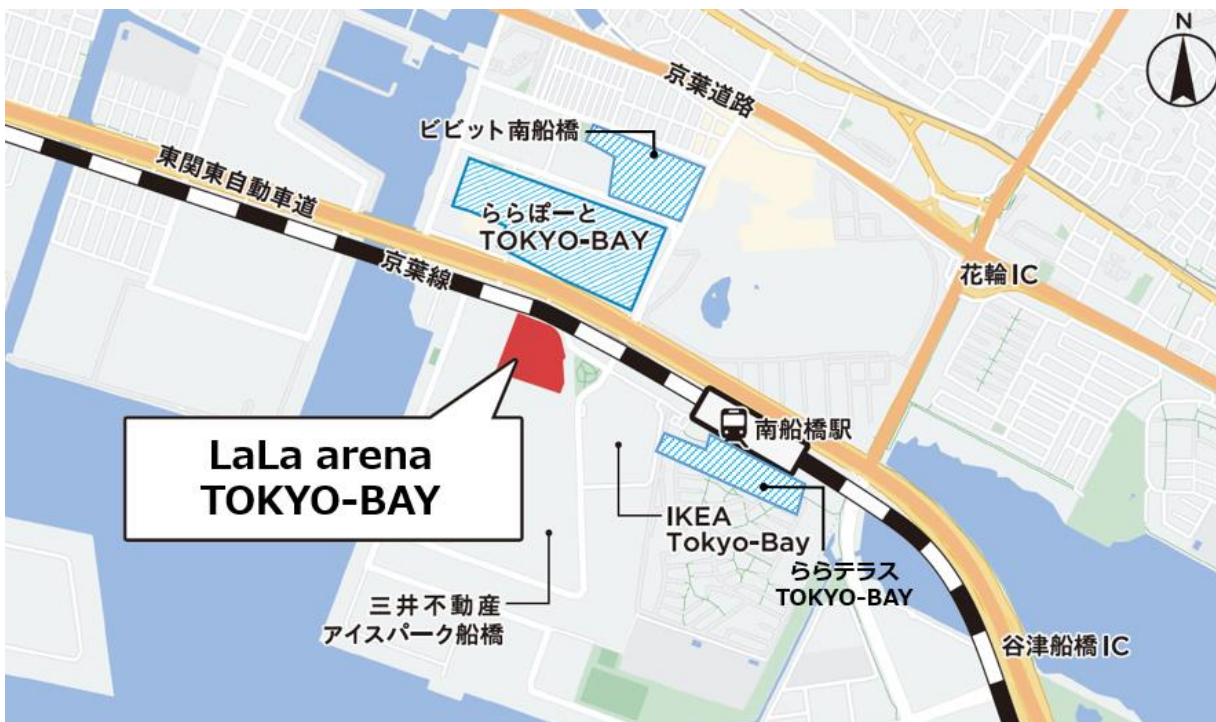 N
京葉道路
ビビット南船橋
東関東自動車道
ららぽーと
TOKYO-BAY
京葉線
花輪IC
LaLa arena
TOKYO-BAY
南船橋駅
IKEA
Tokyo-Bay
ららテラス
TOKYO-BAY
三井不動産
アイスパーク船橋
谷津船橋IC